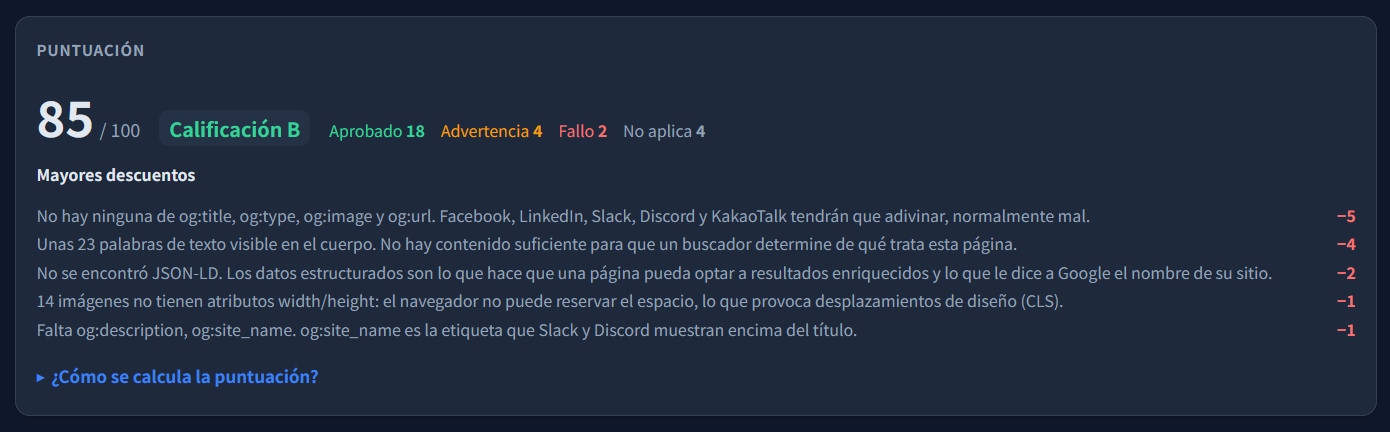 PUNTUACIÓN
85 / 100 Calificación B Aprobado 18 Advertencia 4 Fallo 2 No aplica 4
Mayores descuentos
No hay ninguna de og:title, og:type, og:image y og:url. Facebook, LinkedIn, Slack, Discord y KakaoTalk tendrán que adivinar, normalmente mal. −5
Unas 23 palabras de texto visible en el cuerpo. No hay contenido suficiente para que un buscador determine de qué trata esta página. −4
No se encontró JSON-LD. Los datos estructurados son lo que hace que una página pueda optar a resultados enriquecidos y lo que le dice a Google el nombre de su sitio. −2
14 imágenes no tienen atributos width/height: el navegador no puede reservar el espacio, lo que provoca desplazamientos de diseño (CLS). −1
Falta og:description, og:site_name. og:site_name es la etiqueta que Slack y Discord muestran encima del título. −1
▸ ¿Cómo se calcula la puntuación?